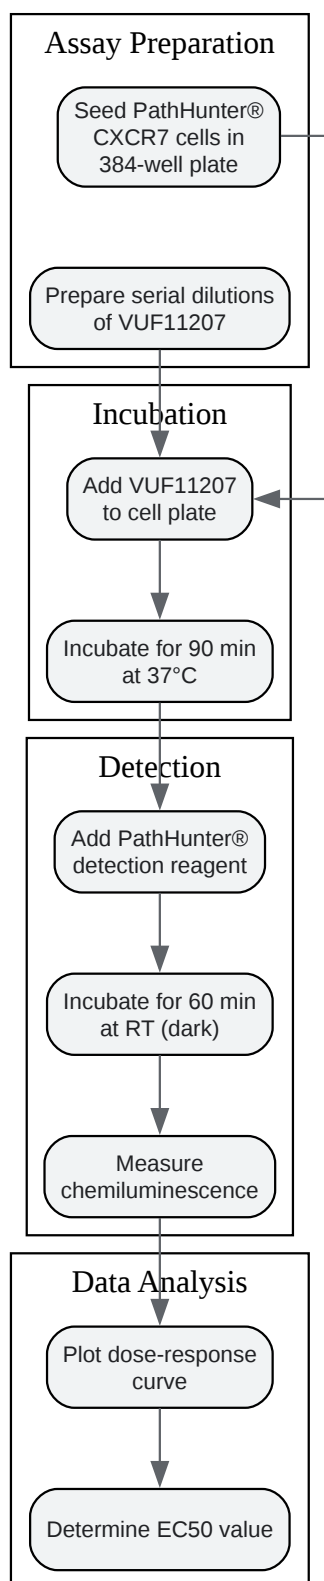 Assay Preparation
Seed PathHunter®
CXCR7 cells in
384-well plate
Prepare serial dilutions
of VUF11207
Incubation
Add VUF11207
to cell plate
Incubate for 90 min
at 37°C
Detection
Add PathHunter®
detection reagent
Incubate for 60 min
at RT (dark)
Measure
chemiluminescence
Data Analysis
Plot dose-response
curve
Determine EC50 value